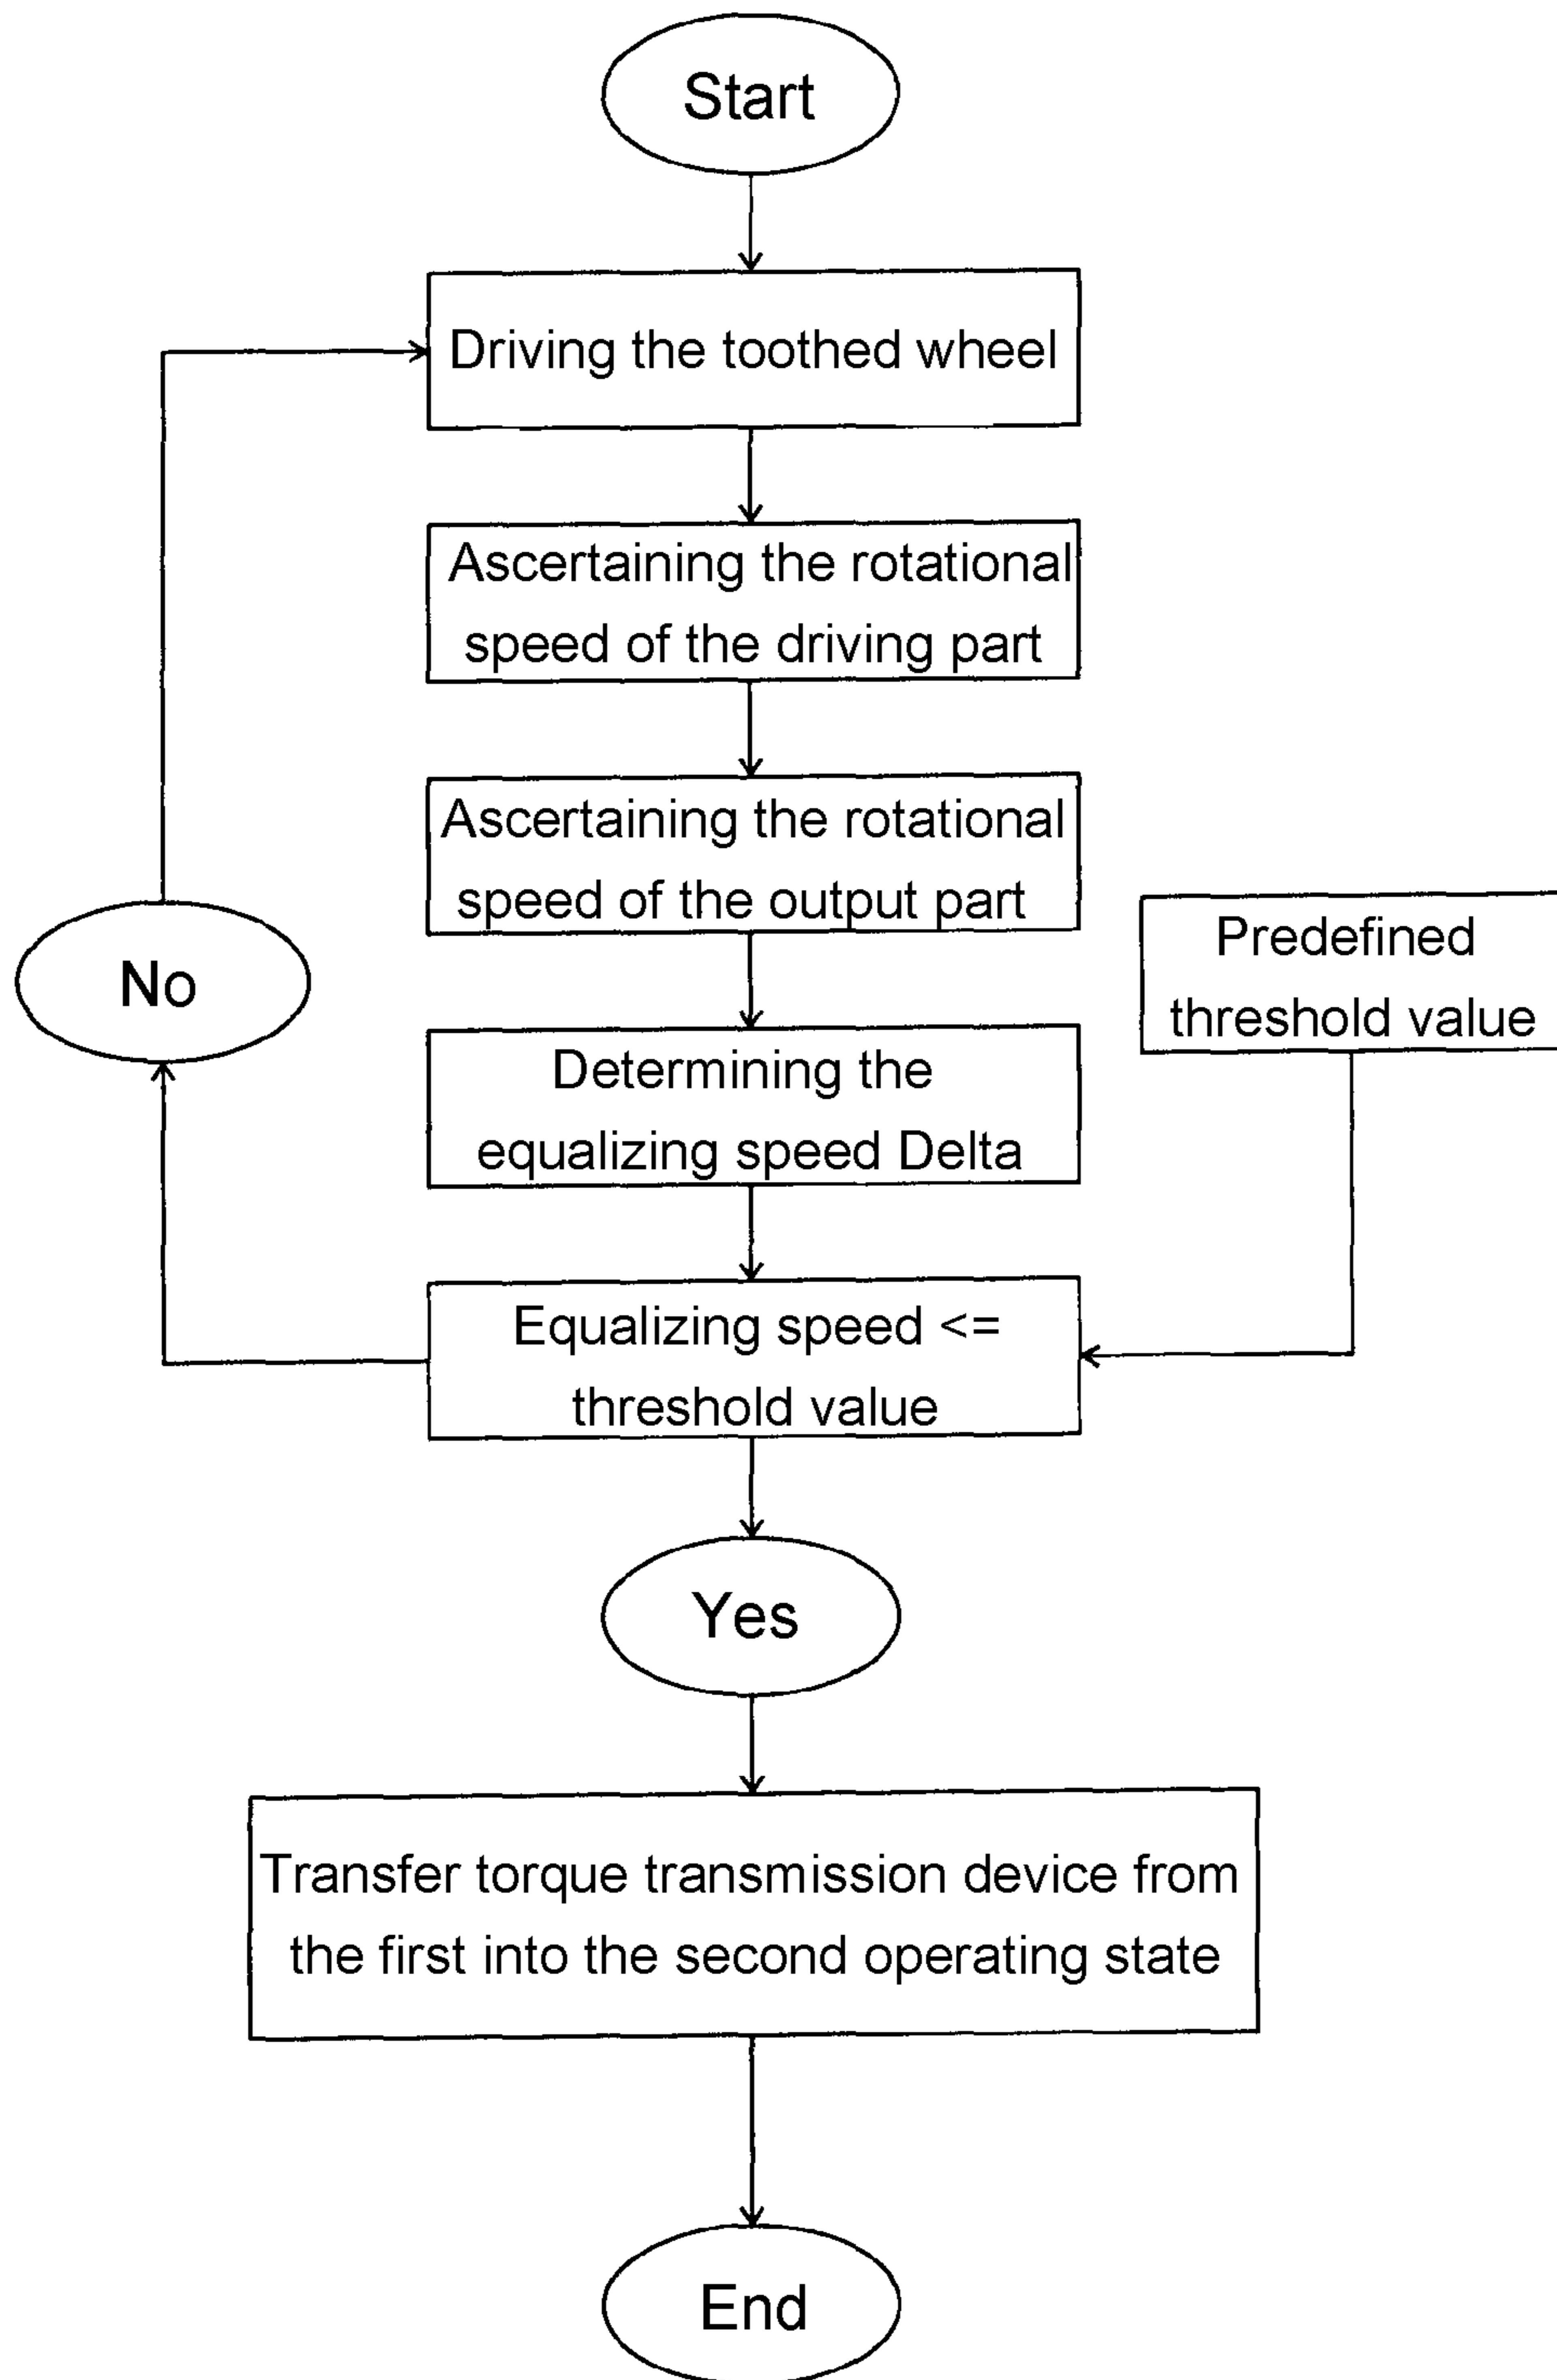 Start
Driving the toothed wheel
Ascertaining the rotational
speed of the driving part
Ascertaining the rotational
speed of the output part
No
Predefined
threshold value
Determining the
equalizing speed Delta
Equalizing speed <=
threshold value
Yes
Transfer torque transmission device from
the first into the second operating state
End